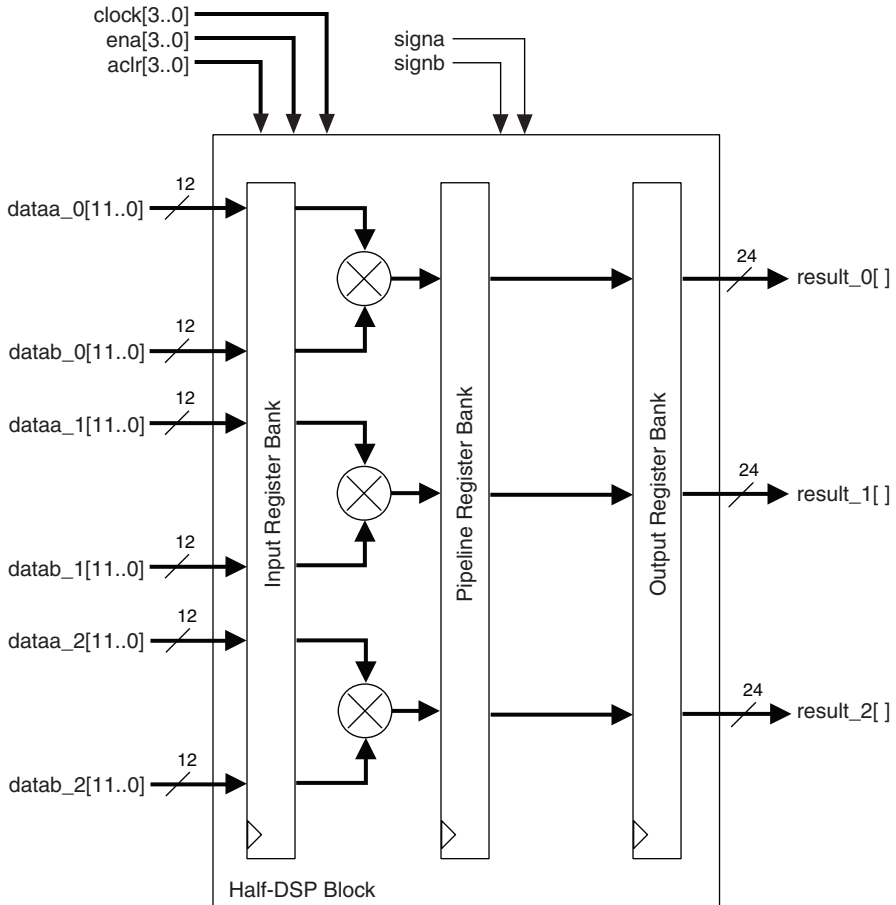 clock[3..0]
ena[3..0]
aclr[3..0]
signa
signb
12
dataa_0[11..0]
12
datab_0[11..0]
12
dataa_1[11..0]
12
datab_1[11..0]
12
dataa_2[11..0]
12
datab_2[11..0]
Input Register Bank
Pipeline Register Bank
Output Register Bank
24
result_0[ ]
24
result_1[ ]
24
result_2[ ]
Half-DSP Block